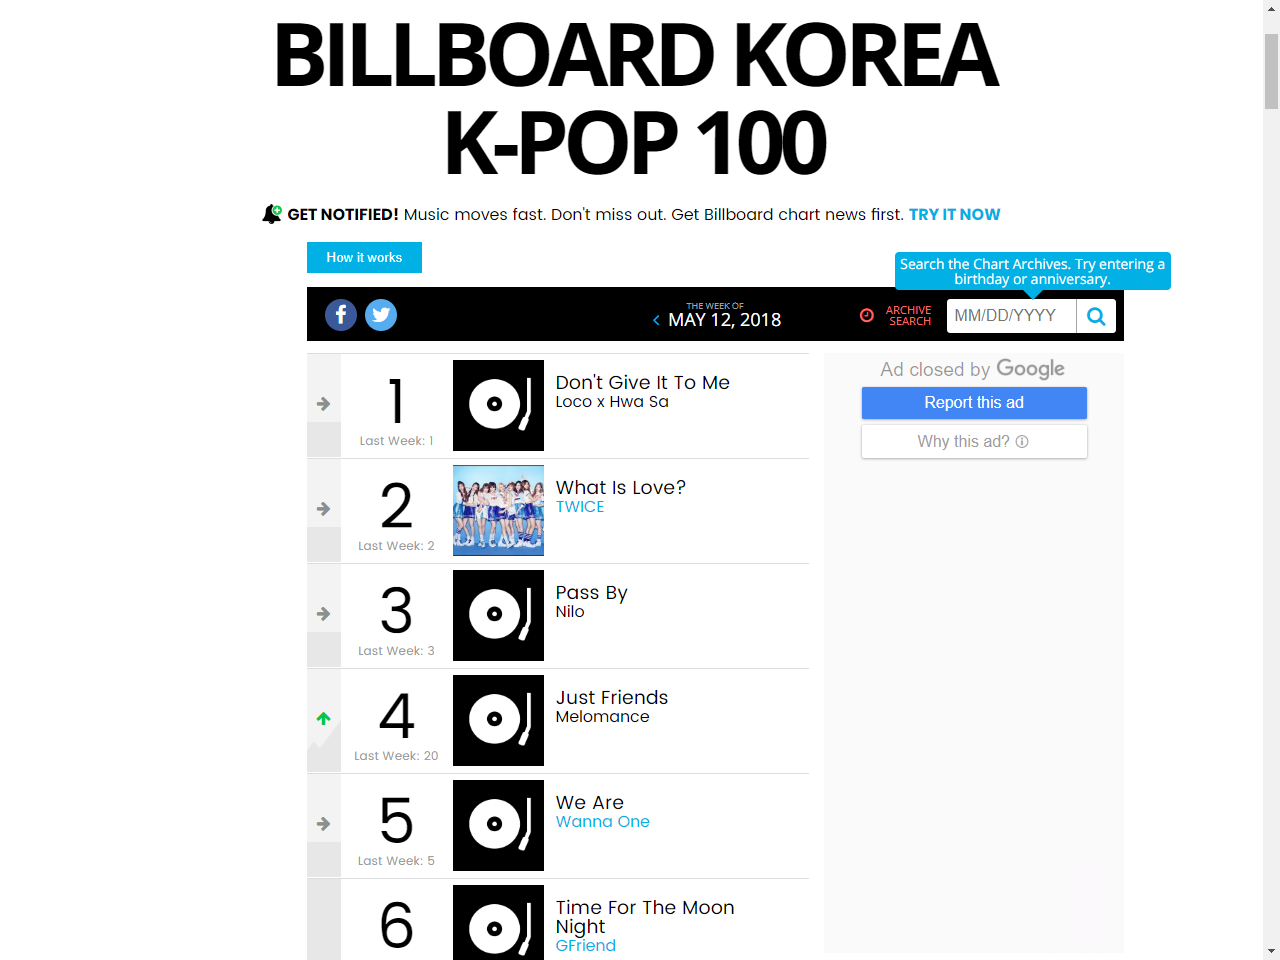 BILLBOARD KOREA
K-POP 100
GET NOTIFIED! Music moves fast. Don't miss out. Get Billboard chart news first. TRY IT NOW
How it works
Search the Chart Archives. Try entering a
birthday or anniversary.
THE WEEK OF
MAY 12, 2018
ARCHIVE
SEARCH
MM/DD/YYYY
1
Last Week: 1
Don't Give It To Me
Loco x Hwa Sa
Ad closed by Google
Report this ad
Why this ad?
2
Last Week: 2
What Is Love?
TWICE
3
Last Week: 3
Pass By
Nilo
4
Last Week: 20
Just Friends
Melomance
5
Last Week: 5
We Are
Wanna One
6
Time For The Moon
Night
GFriend